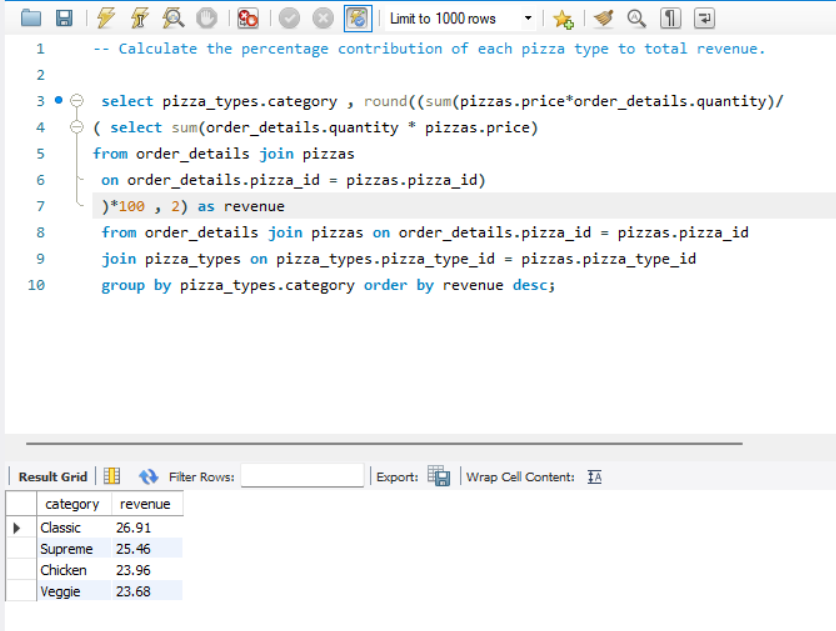 Limit to 1000 rows
1 -- Calculate the percentage contribution of each pizza type to total revenue.
2
3 select pizza_types.category , round((sum(pizzas.price*order_details.quantity)/
4 ( select sum(order_details.quantity * pizzas.price)
5 from order_details join pizzas
6 on order_details.pizza_id = pizzas.pizza_id)
7 )*100 , 2) as revenue
8 from order_details join pizzas on order_details.pizza_id = pizzas.pizza_id
9 join pizza_types on pizza_types.pizza_type_id = pizzas.pizza_type_id
10 group by pizza_types.category order by revenue desc;
Result Grid Filter Rows: Export: Wrap Cell Content: IA
category revenue
Classic 26.91
Supreme 25.46
Chicken 23.96
Veggie 23.68